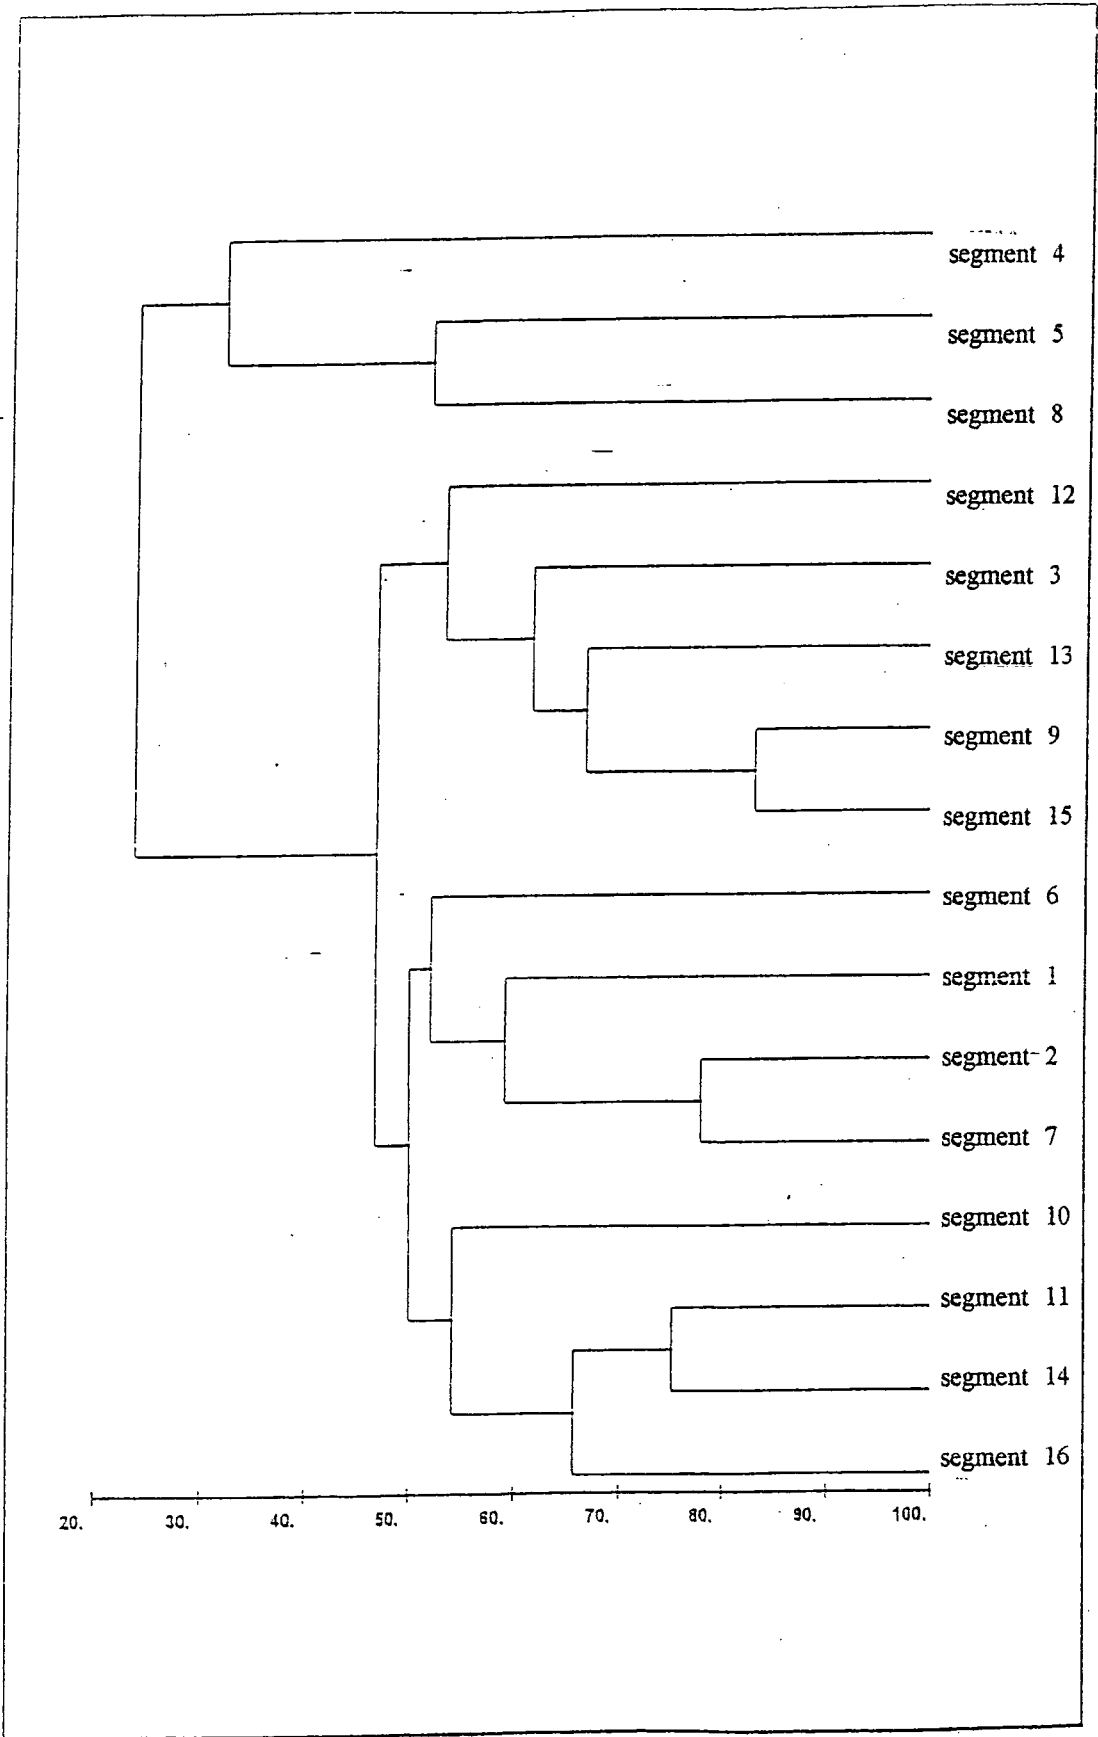 segment 4
segment 5
segment 8
segment 12
segment 3
segment 13
segment 9
segment 15
segment 6
segment 1
segment 2
segment 7
segment 10
segment 11
segment 14
segment 16
20. 30. 40. 50. 60. 70. 80. 90. 100.